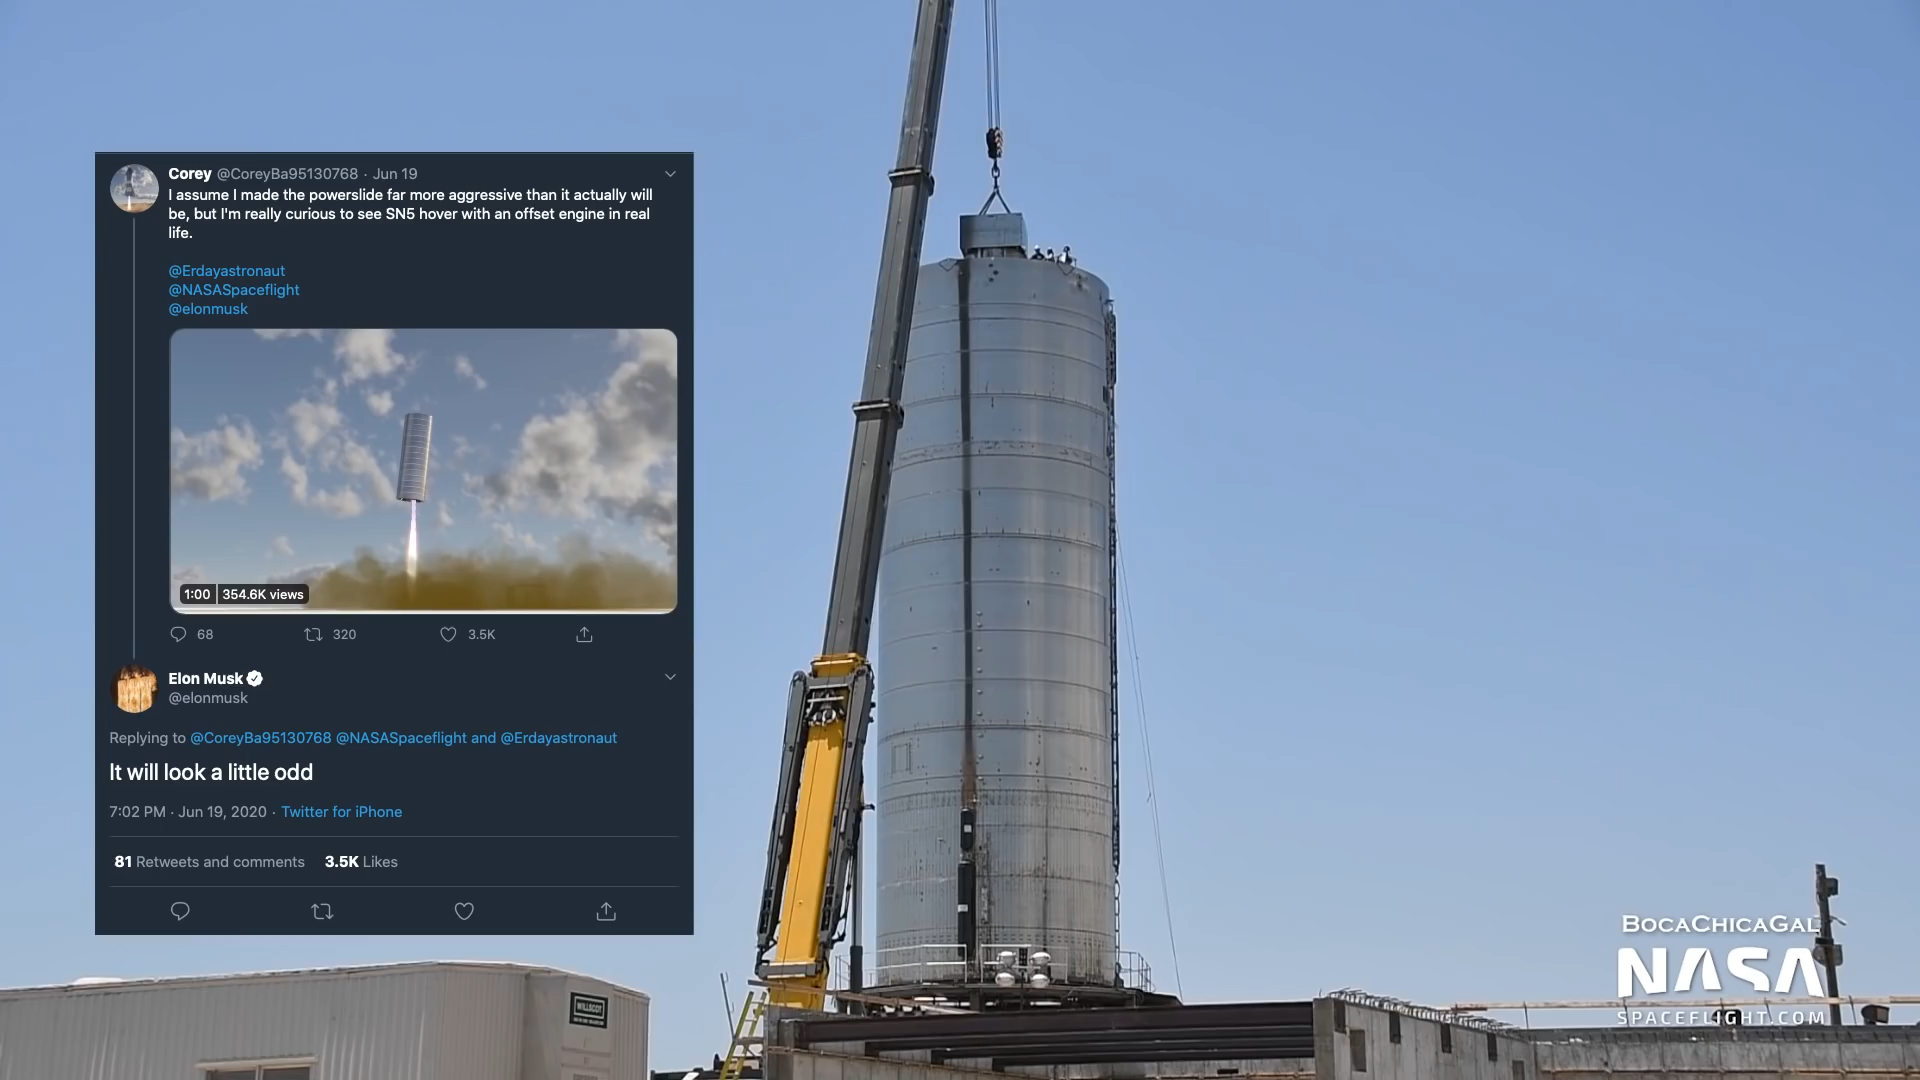 Corey @CoreyBa95130768 · Jun 19
I assume I made the powerslide far more aggressive than it actually will
be, but I'm really curious to see SN5 hover with an offset engine in real
life.
@Erdayastronaut
@NASASpaceflight
@elonmusk
1:00 354.6K views
68 320 3.5K
Elon Musk
@elonmusk
Replying to @CoreyBa95130768 @NASASpaceflight and @Erdayastronaut
It will look a little odd
7:02 PM · Jun 19, 2020 · Twitter for iPhone
81 Retweets and comments 3.5K Likes
WILLSCOT
BOCACHICAGAL
NASA
SPACEFLIGHT.COM